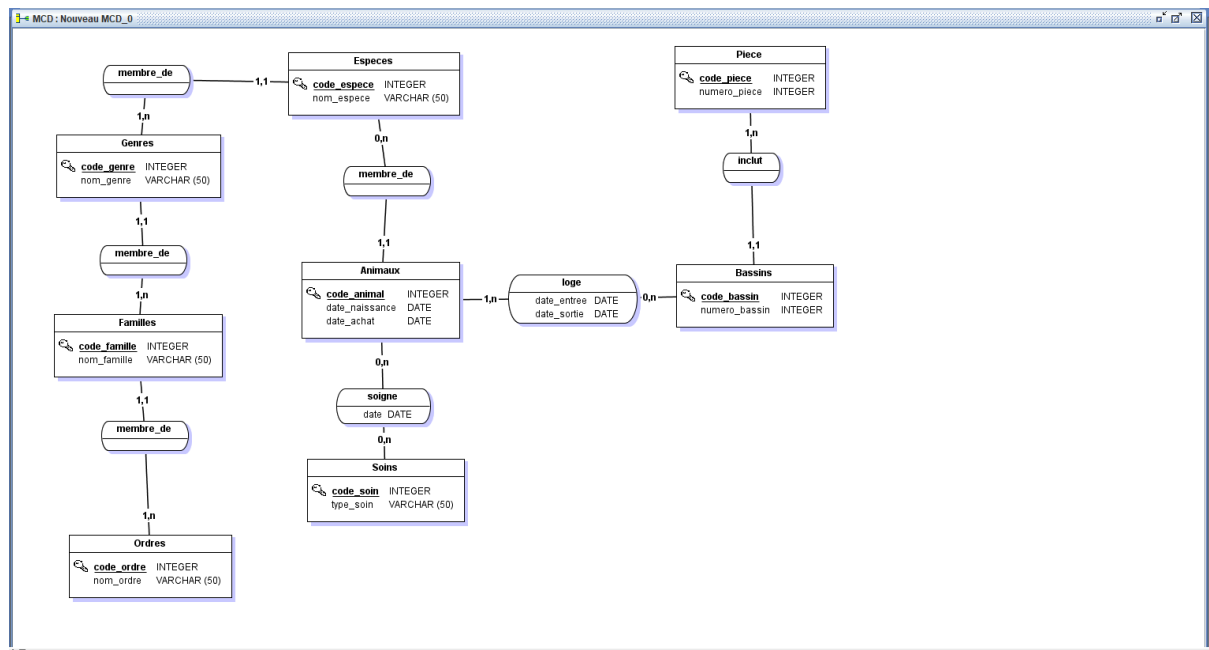 MCD : Nouveau MCD_0
membre_de
1,1
1,n
Especes
code_espece INTEGER
nom_espece VARCHAR (50)
0,n
membre_de
1,1
Piece
code_piece INTEGER
numero_piece INTEGER
1,n
inclut
1,1
Genres
code_genre INTEGER
nom_genre VARCHAR (50)
1,1
membre_de
1,n
Familles
code_famille INTEGER
nom_famille VARCHAR (50)
1,1
membre_de
1,n
Ordres
code_ordre INTEGER
nom_ordre VARCHAR (50)
Animaux
code_animal INTEGER
date_naissance DATE
date_achat DATE
1,n
loge
date_entree DATE
date_sortie DATE
0,n
Bassins
code_bassin INTEGER
numero_bassin INTEGER
0,n
soigne
date DATE
0,n
Soins
code_soin INTEGER
type_soin VARCHAR (50)